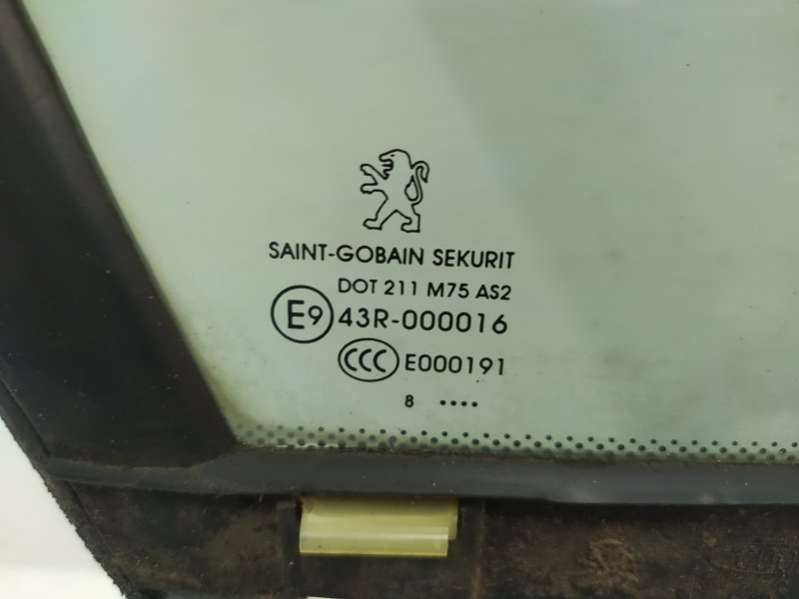 SAINT-GOBAIN SEKURIT
DOT 211 M75 AS2
E9 43R-000016
CCC E000191
8 ••••